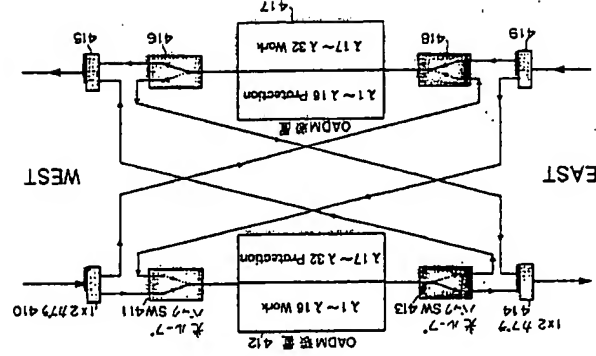 412
OADM装置
1×2カプラ410
光ループ
バックSW411
光ループ
バックSW413
1×2カプラ
414
λ1〜λ16 Work
λ17〜λ32 Protection
WEST
EAST
OADM装置
λ1〜λ16 Protection
λ17〜λ32 Work
415
416
417
418
419